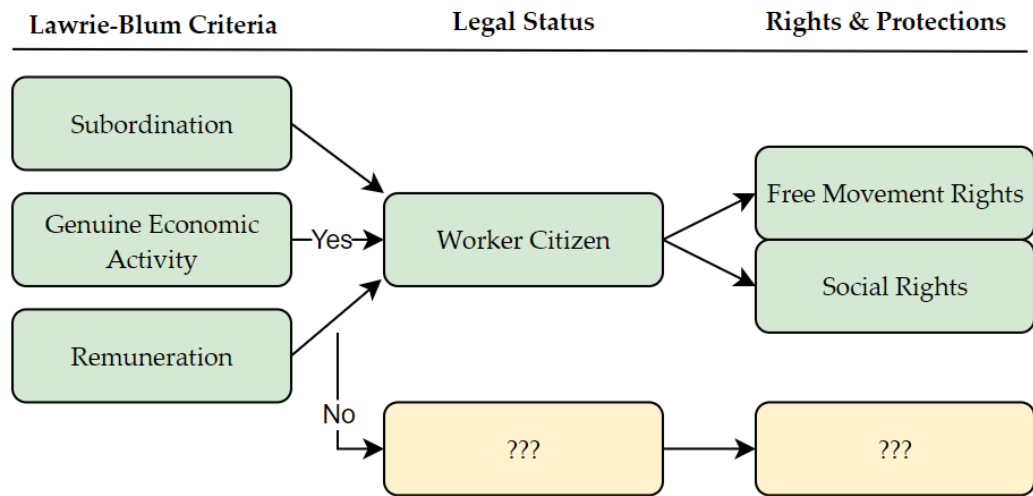 Lawrie-Blum Criteria
Legal Status
Rights & Protections
Subordination
Genuine Economic
Activity
Remuneration
Yes
No
Worker Citizen
???
Free Movement Rights
Social Rights
???